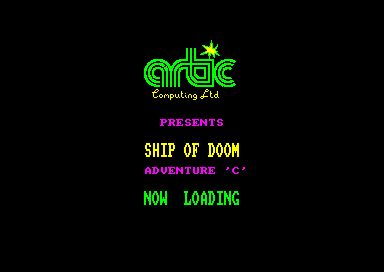 artic
Computing Ltd
PRESENTS
SHIP OF DOOM
ADVENTURE 'C'
NOW LOADING